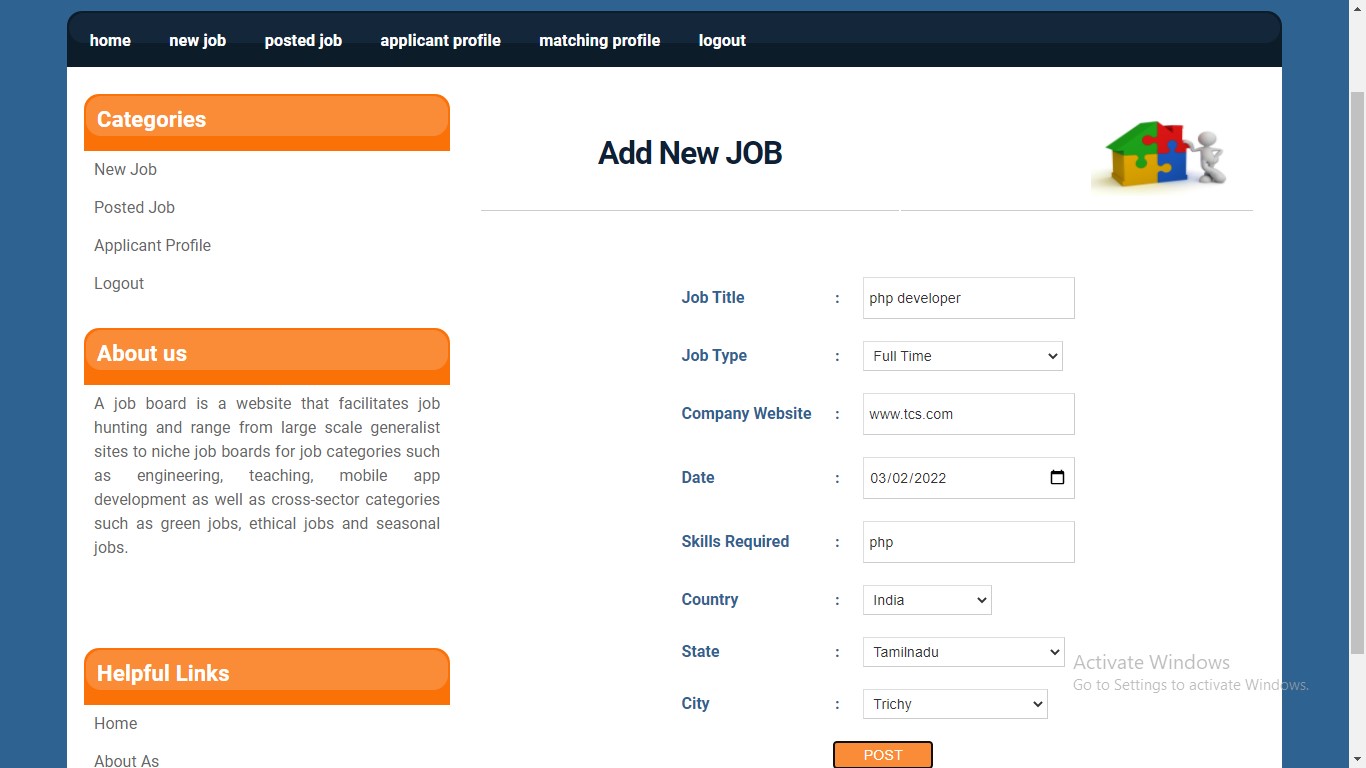 home new job posted job applicant profile matching profile logout
Categories
New Job
Posted Job
Applicant Profile
Logout
About us
A job board is a website that facilitates job
hunting and range from large scale generalist
sites to niche job boards for job categories such
as engineering, teaching, mobile app
development as well as cross-sector categories
such as green jobs, ethical jobs and seasonal
jobs.
Helpful Links
Home
About As
Add New JOB
Job Title : php developer
Job Type : Full Time
Company Website : www.tcs.com
Date : 03/02/2022
Skills Required : php
Country : India
State : Tamilnadu
City : Trichy
POST
Activate Windows
Go to Settings to activate Windows.